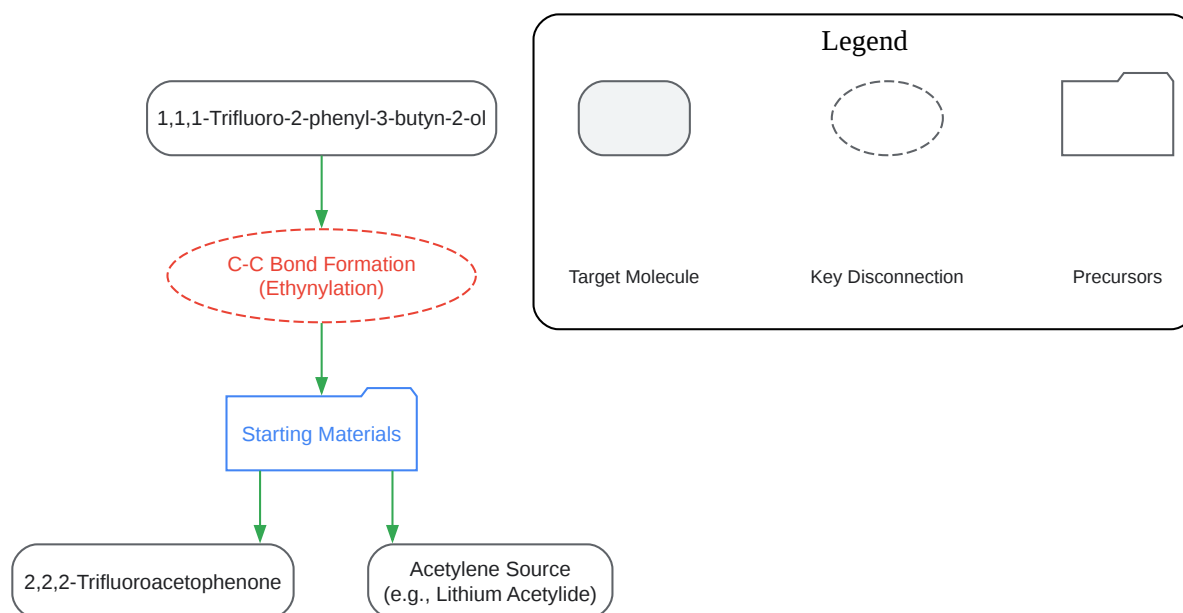 Legend
1,1,1-Trifluoro-2-phenyl-3-butyn-2-ol
C-C Bond Formation
(Ethynylation)
Target Molecule
Key Disconnection
Precursors
Starting Materials
2,2,2-Trifluoroacetophenone
Acetylene Source
(e.g., Lithium Acetylide)